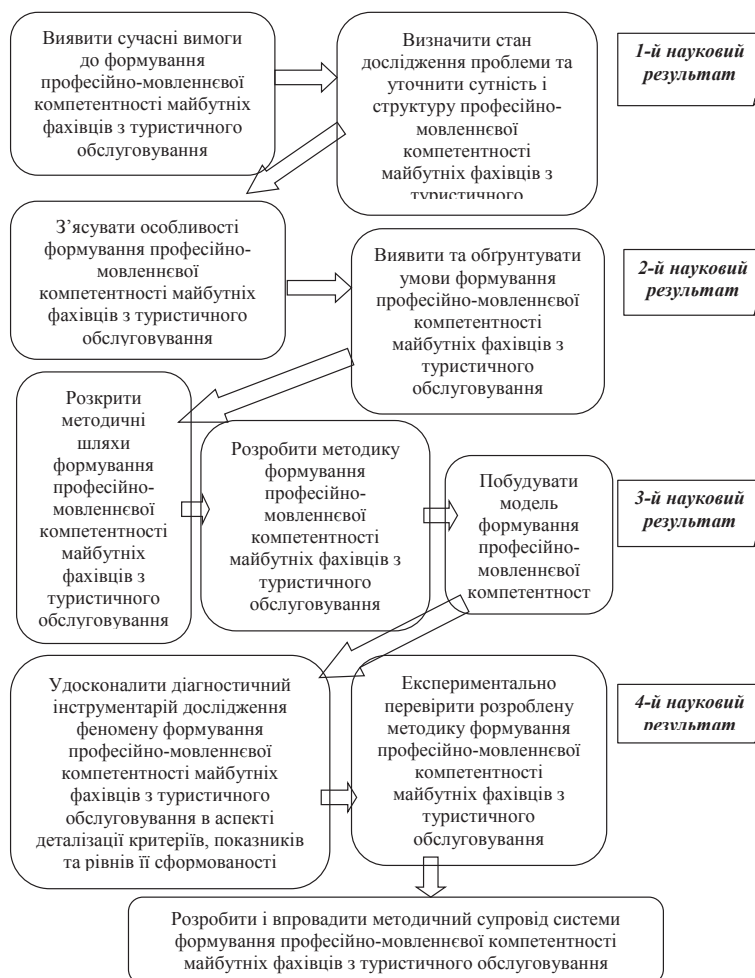 Виявити сучасні вимоги
до формування
професійно-мовленнєвої
компетентності майбутніх
фахівців з туристичного
обслуговування
Визначити стан
дослідження проблеми та
уточнити сутність і
структуру професійно-
мовленнєвої
компетентності
майбутніх фахівців з
туристичного
1-й науковий
результат
З’ясувати особливості
формування професійно-
мовленнєвої
компетентності майбутніх
фахівців з туристичного
обслуговування
Виявити та обґрунтувати
умови формування
професійно-мовленнєвої
компетентності
майбутніх фахівців з
туристичного
обслуговування
2-й науковий
результат
Розкрити
методичні
шляхи
формування
професійно-
мовленнєвої
компетентності
майбутніх
фахівців з
туристичного
обслуговування
Розробити методику
формування
професійно-
мовленнєвої
компетентності
майбутніх фахівців з
туристичного
обслуговування
Побудувати
модель
формування
професійно-
мовленнєвої
компетентност
3-й науковий
результат
Удосконалити діагностичний
інструментарій дослідження
феномену формування
професійно-мовленнєвої
компетентності майбутніх
фахівців з туристичного
обслуговування в аспекті
деталізації критеріїв, показників
та рівнів її сформованості
Експериментально
перевірити розроблену
методику формування
професійно-мовленнєвої
компетентності
майбутніх фахівців з
туристичного
обслуговування
4-й науковий
результат
Розробити і впровадити методичний супровід системи
формування професійно-мовленнєвої компетентності
майбутніх фахівців з туристичного обслуговування